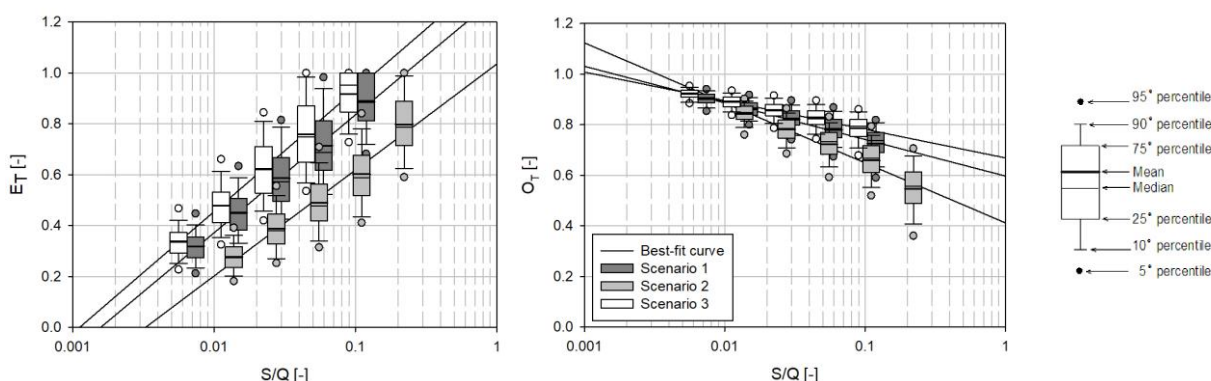 1.2
1.0
0.8
0.6
0.4
0.2
0.0
E_T [-]
0.001 0.01 0.1 1
S/Q [-]
1.2
1.0
0.8
0.6
0.4
0.2
0.0
O_T [-]
Best-fit curve
Scenario 1
Scenario 2
Scenario 3
0.001 0.01 0.1 1
S/Q [-]
95° percentile
90° percentile
75° percentile
Mean
Median
25° percentile
10° percentile
5° percentile